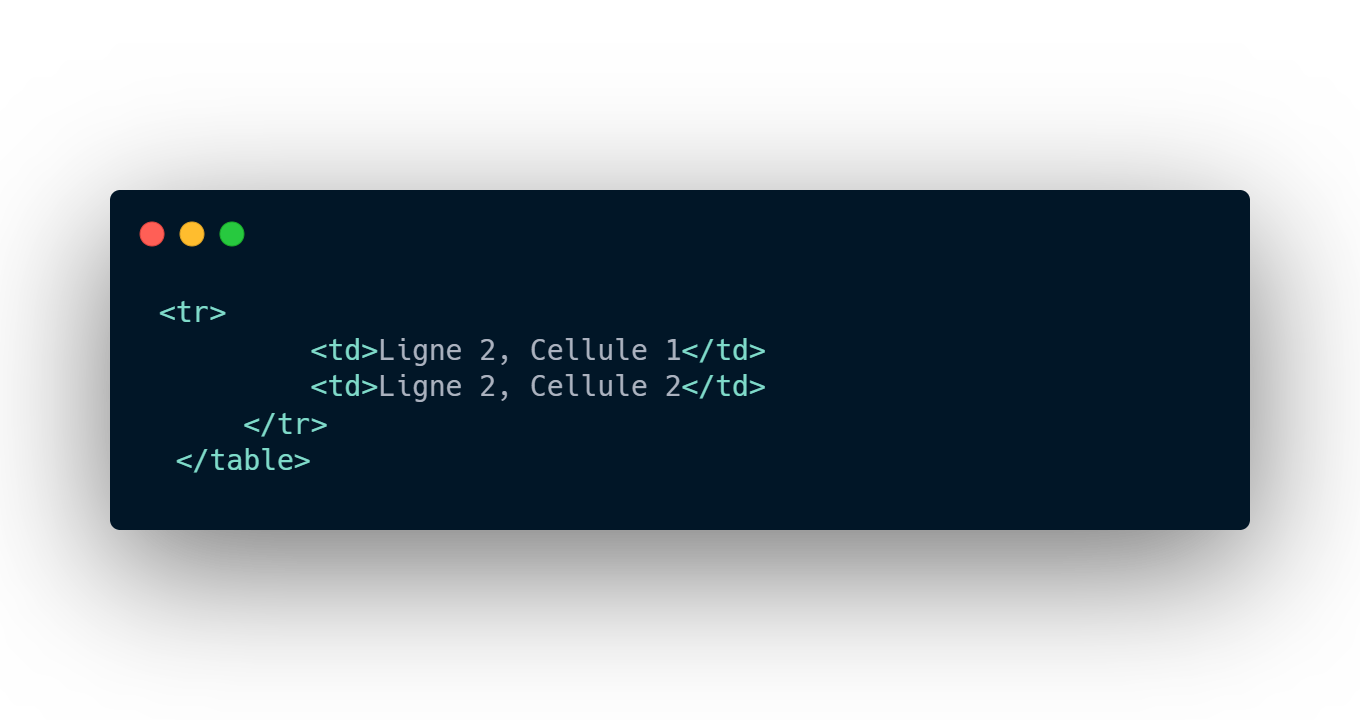 <tr>
<td>Ligne 2, Cellule 1</td>
<td>Ligne 2, Cellule 2</td>
</tr>
</table>